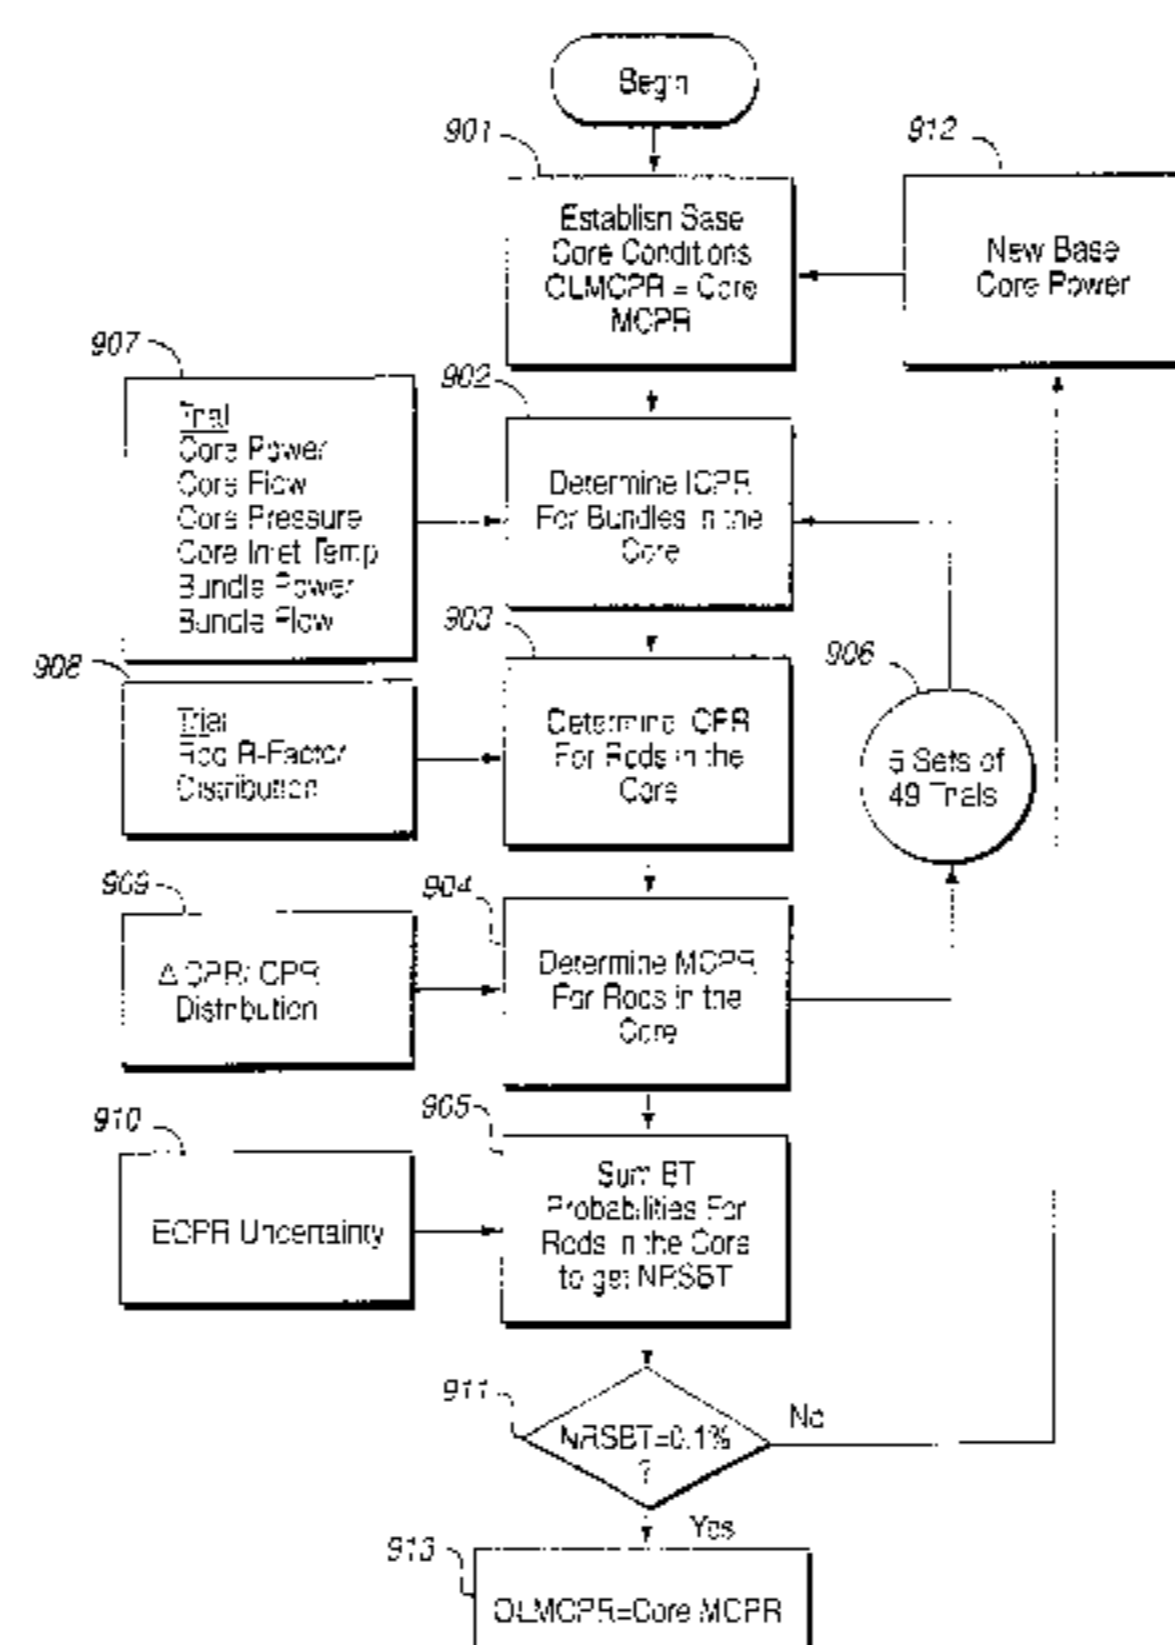 Begin
901
912
Establish Base
Core Conditions
OLMCPR = Core
MCPR
New Base
Core Power
907
902
Trial
Core Power
Core Flow
Core Pressure
Core Inlet Temp
Bundle Power
Bundle Flow
Determine ICPR
For Bundles in the
Core
903
906
908
Trial
Rod R-Factor
Distribution
Determine ICPR
For Rods in the
Core
5 Sets of
49 Trials
909
904
Δ CPR/ICPR
Distribution
Determine MCPR
For Rods in the
Core
905
910
ECPR Uncertainty
Sum BT
Probabilities For
Rods in the Core
to get NRSBT
911
NRSBT=0.1%
?
No
Yes
913
OLMCPR=Core MCPR